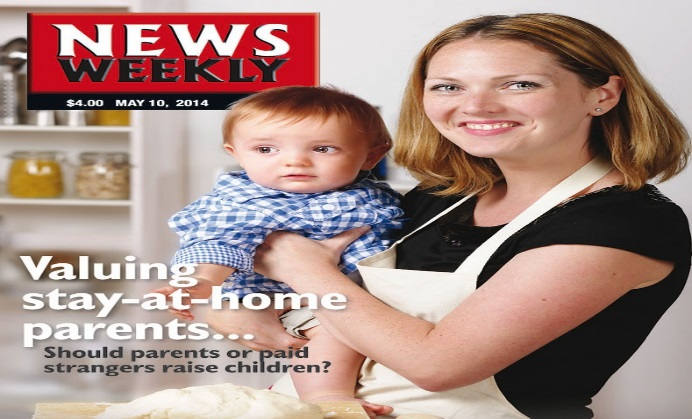 NEWS
WEEKLY
$4.00 MAY 10, 2014
Valuing
stay-at-home
parents...
Should parents or paid
strangers raise children?